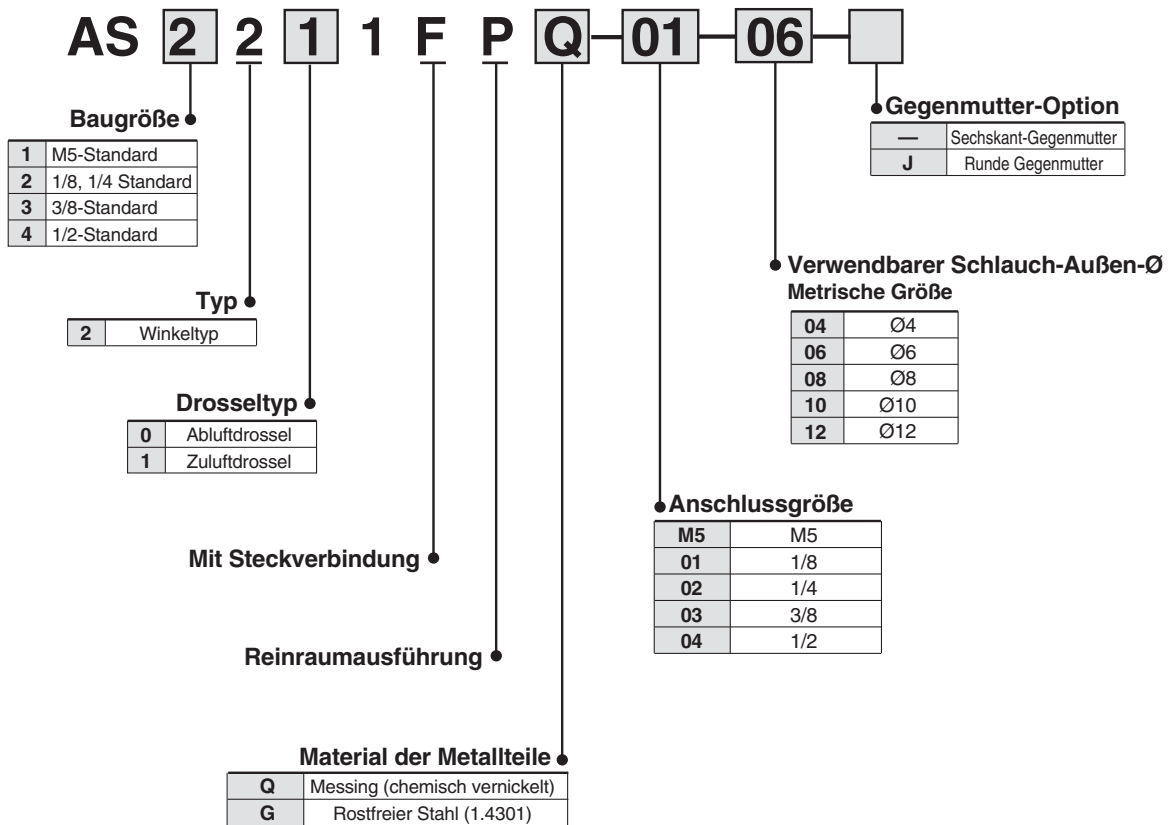 AS 2 2 1 1 F P Q-01-06-
Baugröße
1 M5-Standard
2 1/8, 1/4 Standard
3 3/8-Standard
4 1/2-Standard
Typ
2 Winkeltyp
Drosseltyp
0 Abluftdrossel
1 Zuluftdrossel
Mit Steckverbindung
Reinraumausführung
Material der Metallteile
Q Messing (chemisch vernickelt)
G Rostfreier Stahl (1.4301)
Anschlussgröße
M5 M5
01 1/8
02 1/4
03 3/8
04 1/2
Verwendbarer Schlauch-Außen-Ø
Metrische Größe
04 Ø4
06 Ø6
08 Ø8
10 Ø10
12 Ø12
Gegenmutter-Option
— Sechskant-Gegenmutter
J Runde Gegenmutter